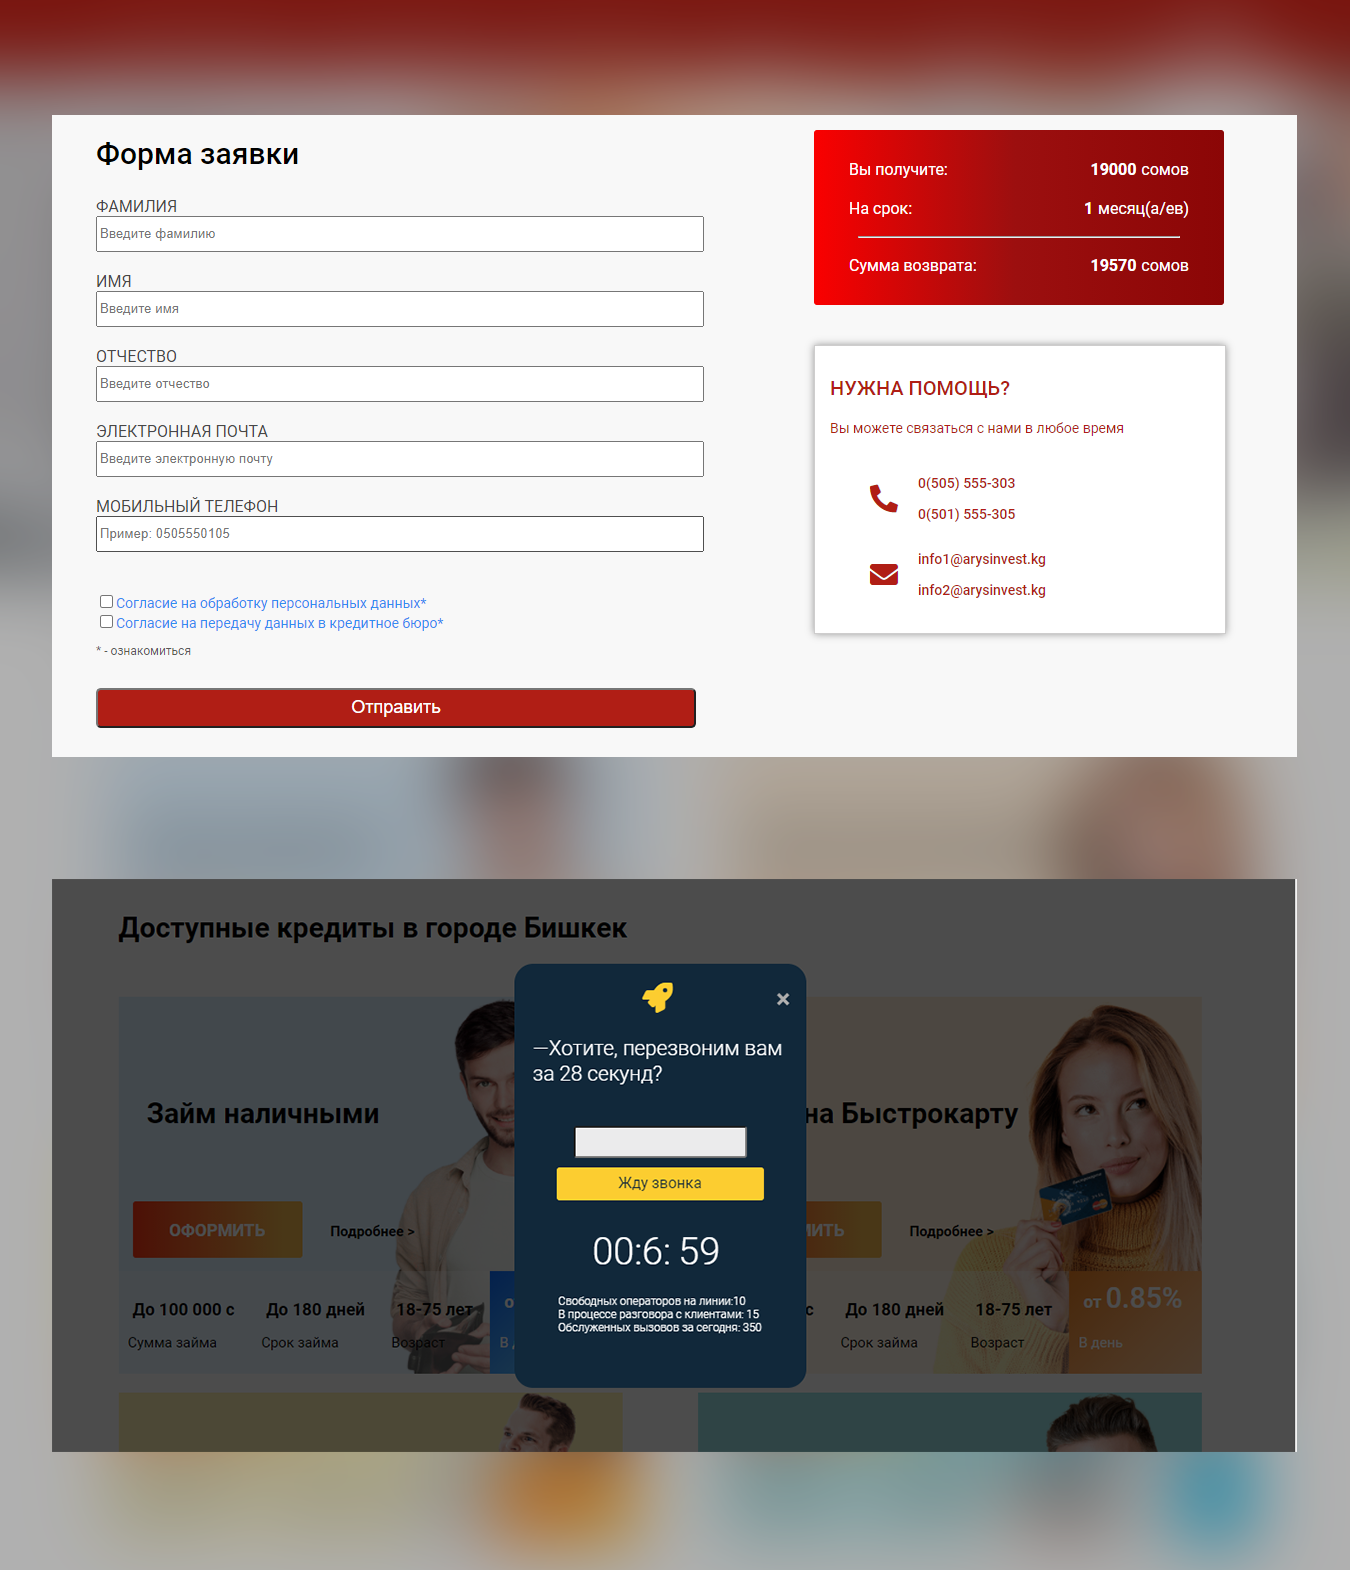 Форма заявки
ФАМИЛИЯ
Введите фамилию
ИМЯ
Введите имя
ОТЧЕСТВО
Введите отчество
ЭЛЕКТРОННАЯ ПОЧТА
Введите электронную почту
МОБИЛЬНЫЙ ТЕЛЕФОН
Пример: 0505550105
Согласие на обработку персональных данных*
Согласие на передачу данных в кредитное бюро*
* - ознакомиться
Отправить
Вы получите: 19000 сомов
На срок: 1 месяц(а/ев)
Сумма возврата: 19570 сомов
НУЖНА ПОМОЩЬ?
Вы можете связаться с нами в любое время
0(505) 555-303
0(501) 555-305
info1@arysinvest.kg
info2@arysinvest.kg
Доступные кредиты в городе Бишкек
Займ наличными
ОФОРМИТЬ
Подробнее >
До 100 000 с До 180 дней 18-75 лет
Сумма займа Срок займа Возраст
—Хотите, перезвоним вам
за 28 секунд?
Жду звонка
00:6: 59
Свободных операторов на линии:10
В процессе разговора с клиентами: 15
Обслуженных вызовов за сегодня: 350
на Быстрокарту
Подробнее >
До 180 дней 18-75 лет от 0.85%
Срок займа Возраст В день